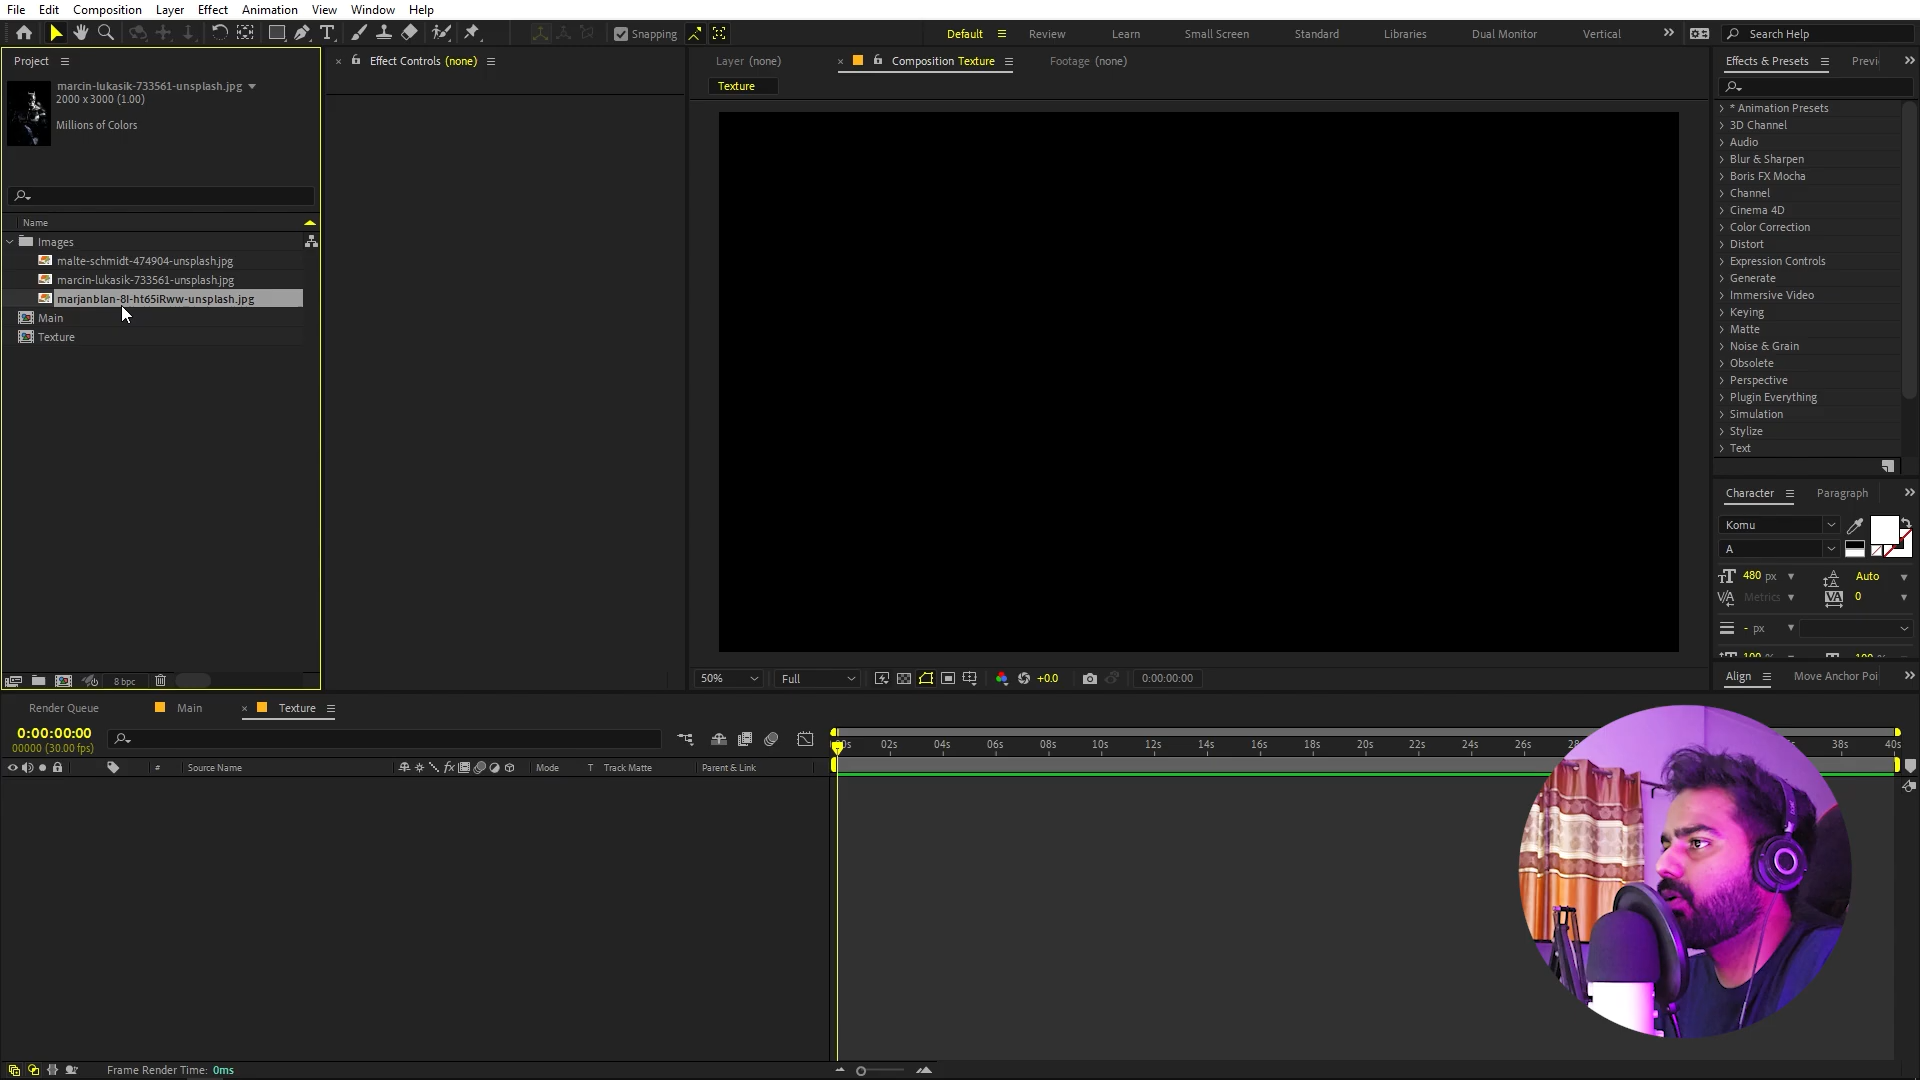 File Edit Composition Layer Effect Animation View Window Help
Snapping
Default Review Learn Small Screen Standard Libraries Dual Monitor Vertical
Search Help
Project
marcin-lukasik-733561-unsplash.jpg
2000 x 3000 (1.00)
Millions of Colors
Name
Images
malte-schmidt-474904-unsplash.jpg
marcin-lukasik-733561-unsplash.jpg
marjanblan-8I-ht65iRww-unsplash.jpg
Main
Texture
8 bpc
Effect Controls (none)
Layer (none)
Composition Texture
Footage (none)
Texture
50%
Full
+0.0
0:00:00:00
Effects & Presets
Previ
* Animation Presets
3D Channel
Audio
Blur & Sharpen
Boris FX Mocha
Channel
Cinema 4D
Color Correction
Distort
Expression Controls
Generate
Immersive Video
Keying
Matte
Noise & Grain
Obsolete
Perspective
Plugin Everything
Simulation
Stylize
Text
Character
Paragraph
Komu
A
480 px
Auto
Metrics
0
- px
Align
Move Anchor Poi
Render Queue
Main
Texture
0:00:00:00
00000 (30.00 fps)
# Source Name
Mode
T Track Matte
Parent & Link
02s 04s 06s 08s 10s 12s 14s 16s 18s 20s 22s 24s 26s 38s 40s
Frame Render Time: 0ms